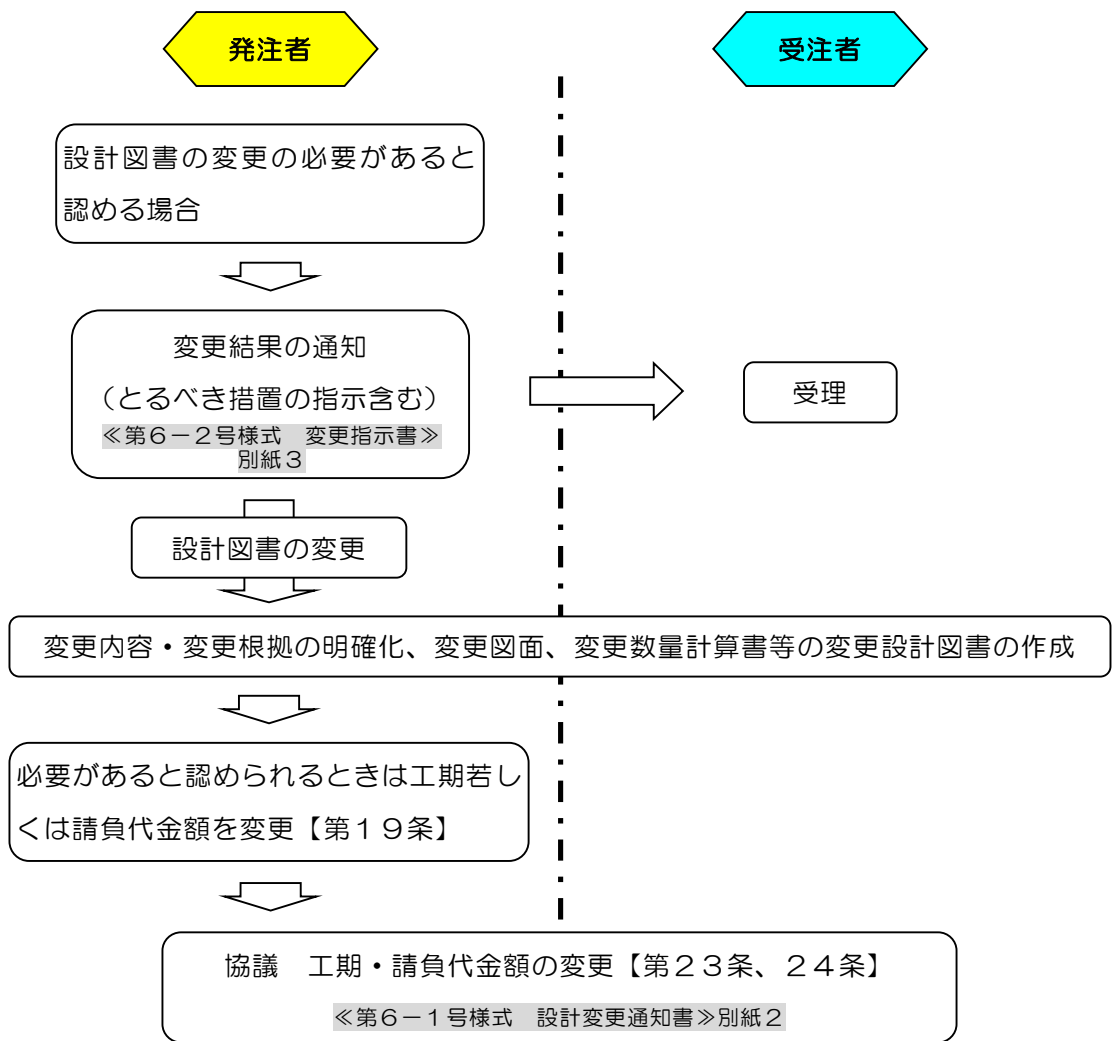 発注者
受注者
設計図書の変更の必要があると
認める場合
変更結果の通知
（とるべき措置の指示含む）
≪第６－２号様式　変更指示書≫
別紙３
受理
設計図書の変更
変更内容・変更根拠の明確化、変更図面、変更数量計算書等の変更設計図書の作成
必要があると認められるときは工期若し
くは請負代金額を変更【第１９条】
協議　工期・請負代金額の変更【第２３条、２４条】
≪第６－１号様式　設計変更通知書≫別紙２